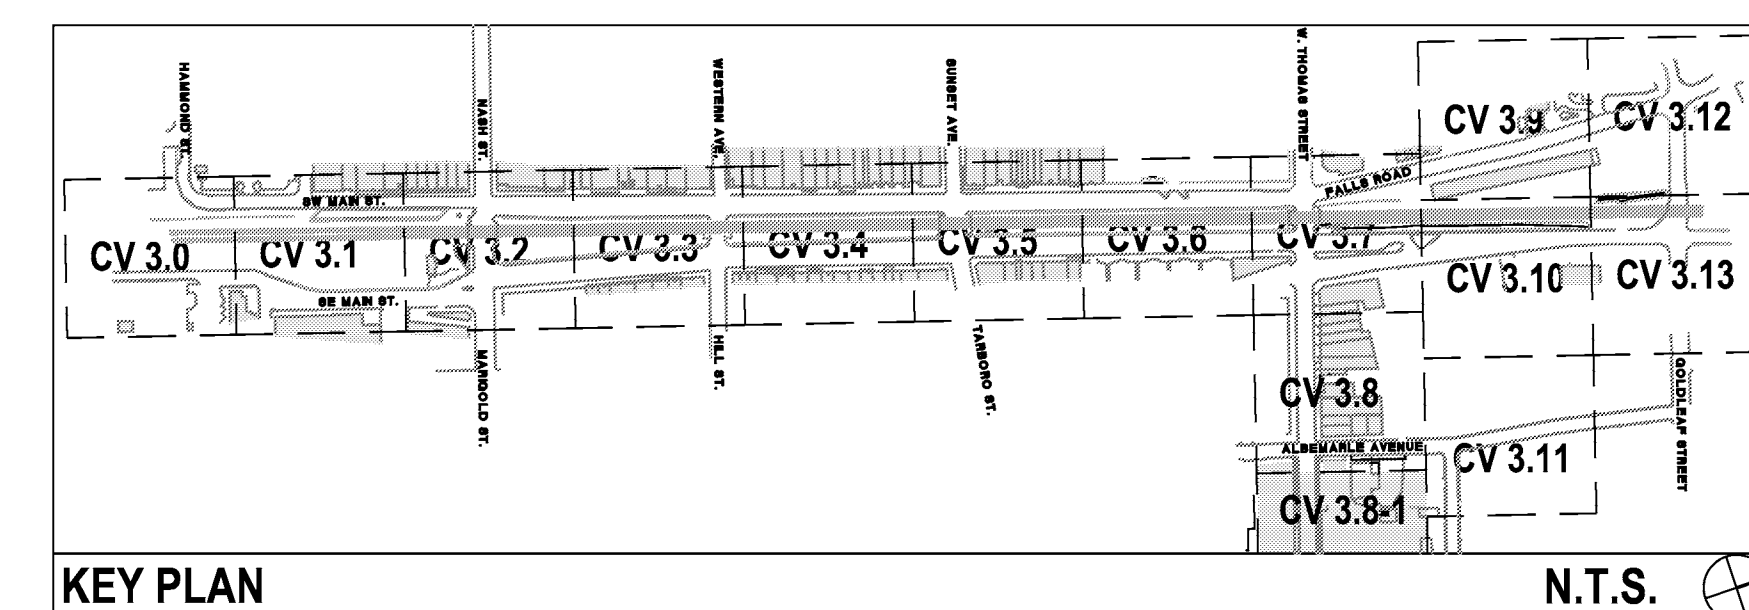 HAMMOND ST.
NASH ST.
WESTERN AVE.
SUNSET AVE.
W. THOMAS STREET
CV 3.9
CV 3.12
FALLS ROAD
SW MAIN ST.
CV 3.0
CV 3.1
CV 3.2
CV 3.3
CV 3.4
CV 3.5
CV 3.6
CV 3.7
CV 3.10
CV 3.13
SE MAIN ST.
MARIGOLD ST.
HILL ST.
TARBORO ST.
CV 3.8
GOLDLEAF STREET
ALBEMARLE AVENUE
CV 3.11
CV 3.8-1
KEY PLAN
N.T.S.